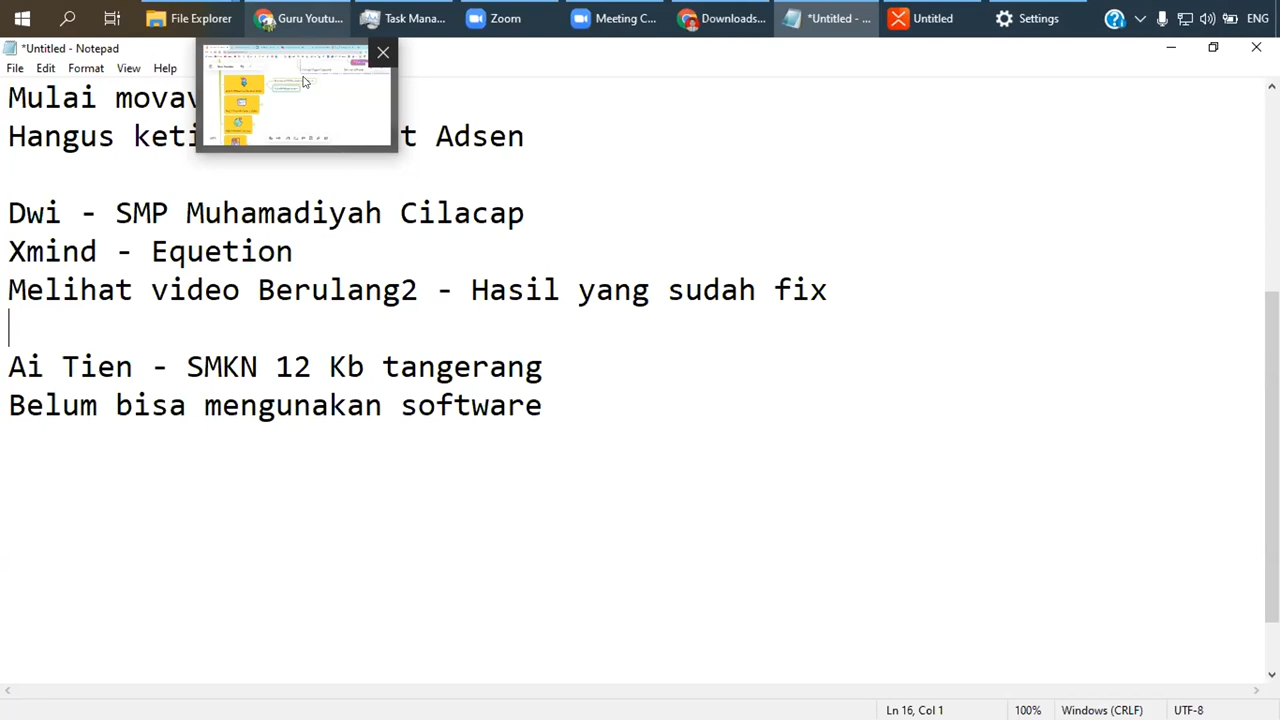 File Explorer
Guru Youtu...
Task Mana...
Zoom
Meeting C...
Downloads...
*Untitled - ...
Untitled
Settings
ENG
*Untitled - Notepad
File Edit Format View Help
Mulai movav
Hangus keti t Adsen
Dwi - SMP Muhamadiyah Cilacap
Xmind - Equetion
Melihat video Berulang2 - Hasil yang sudah fix
Ai Tien - SMKN 12 Kb tangerang
Belum bisa mengunakan software
Ln 16, Col 1
100%
Windows (CRLF)
UTF-8